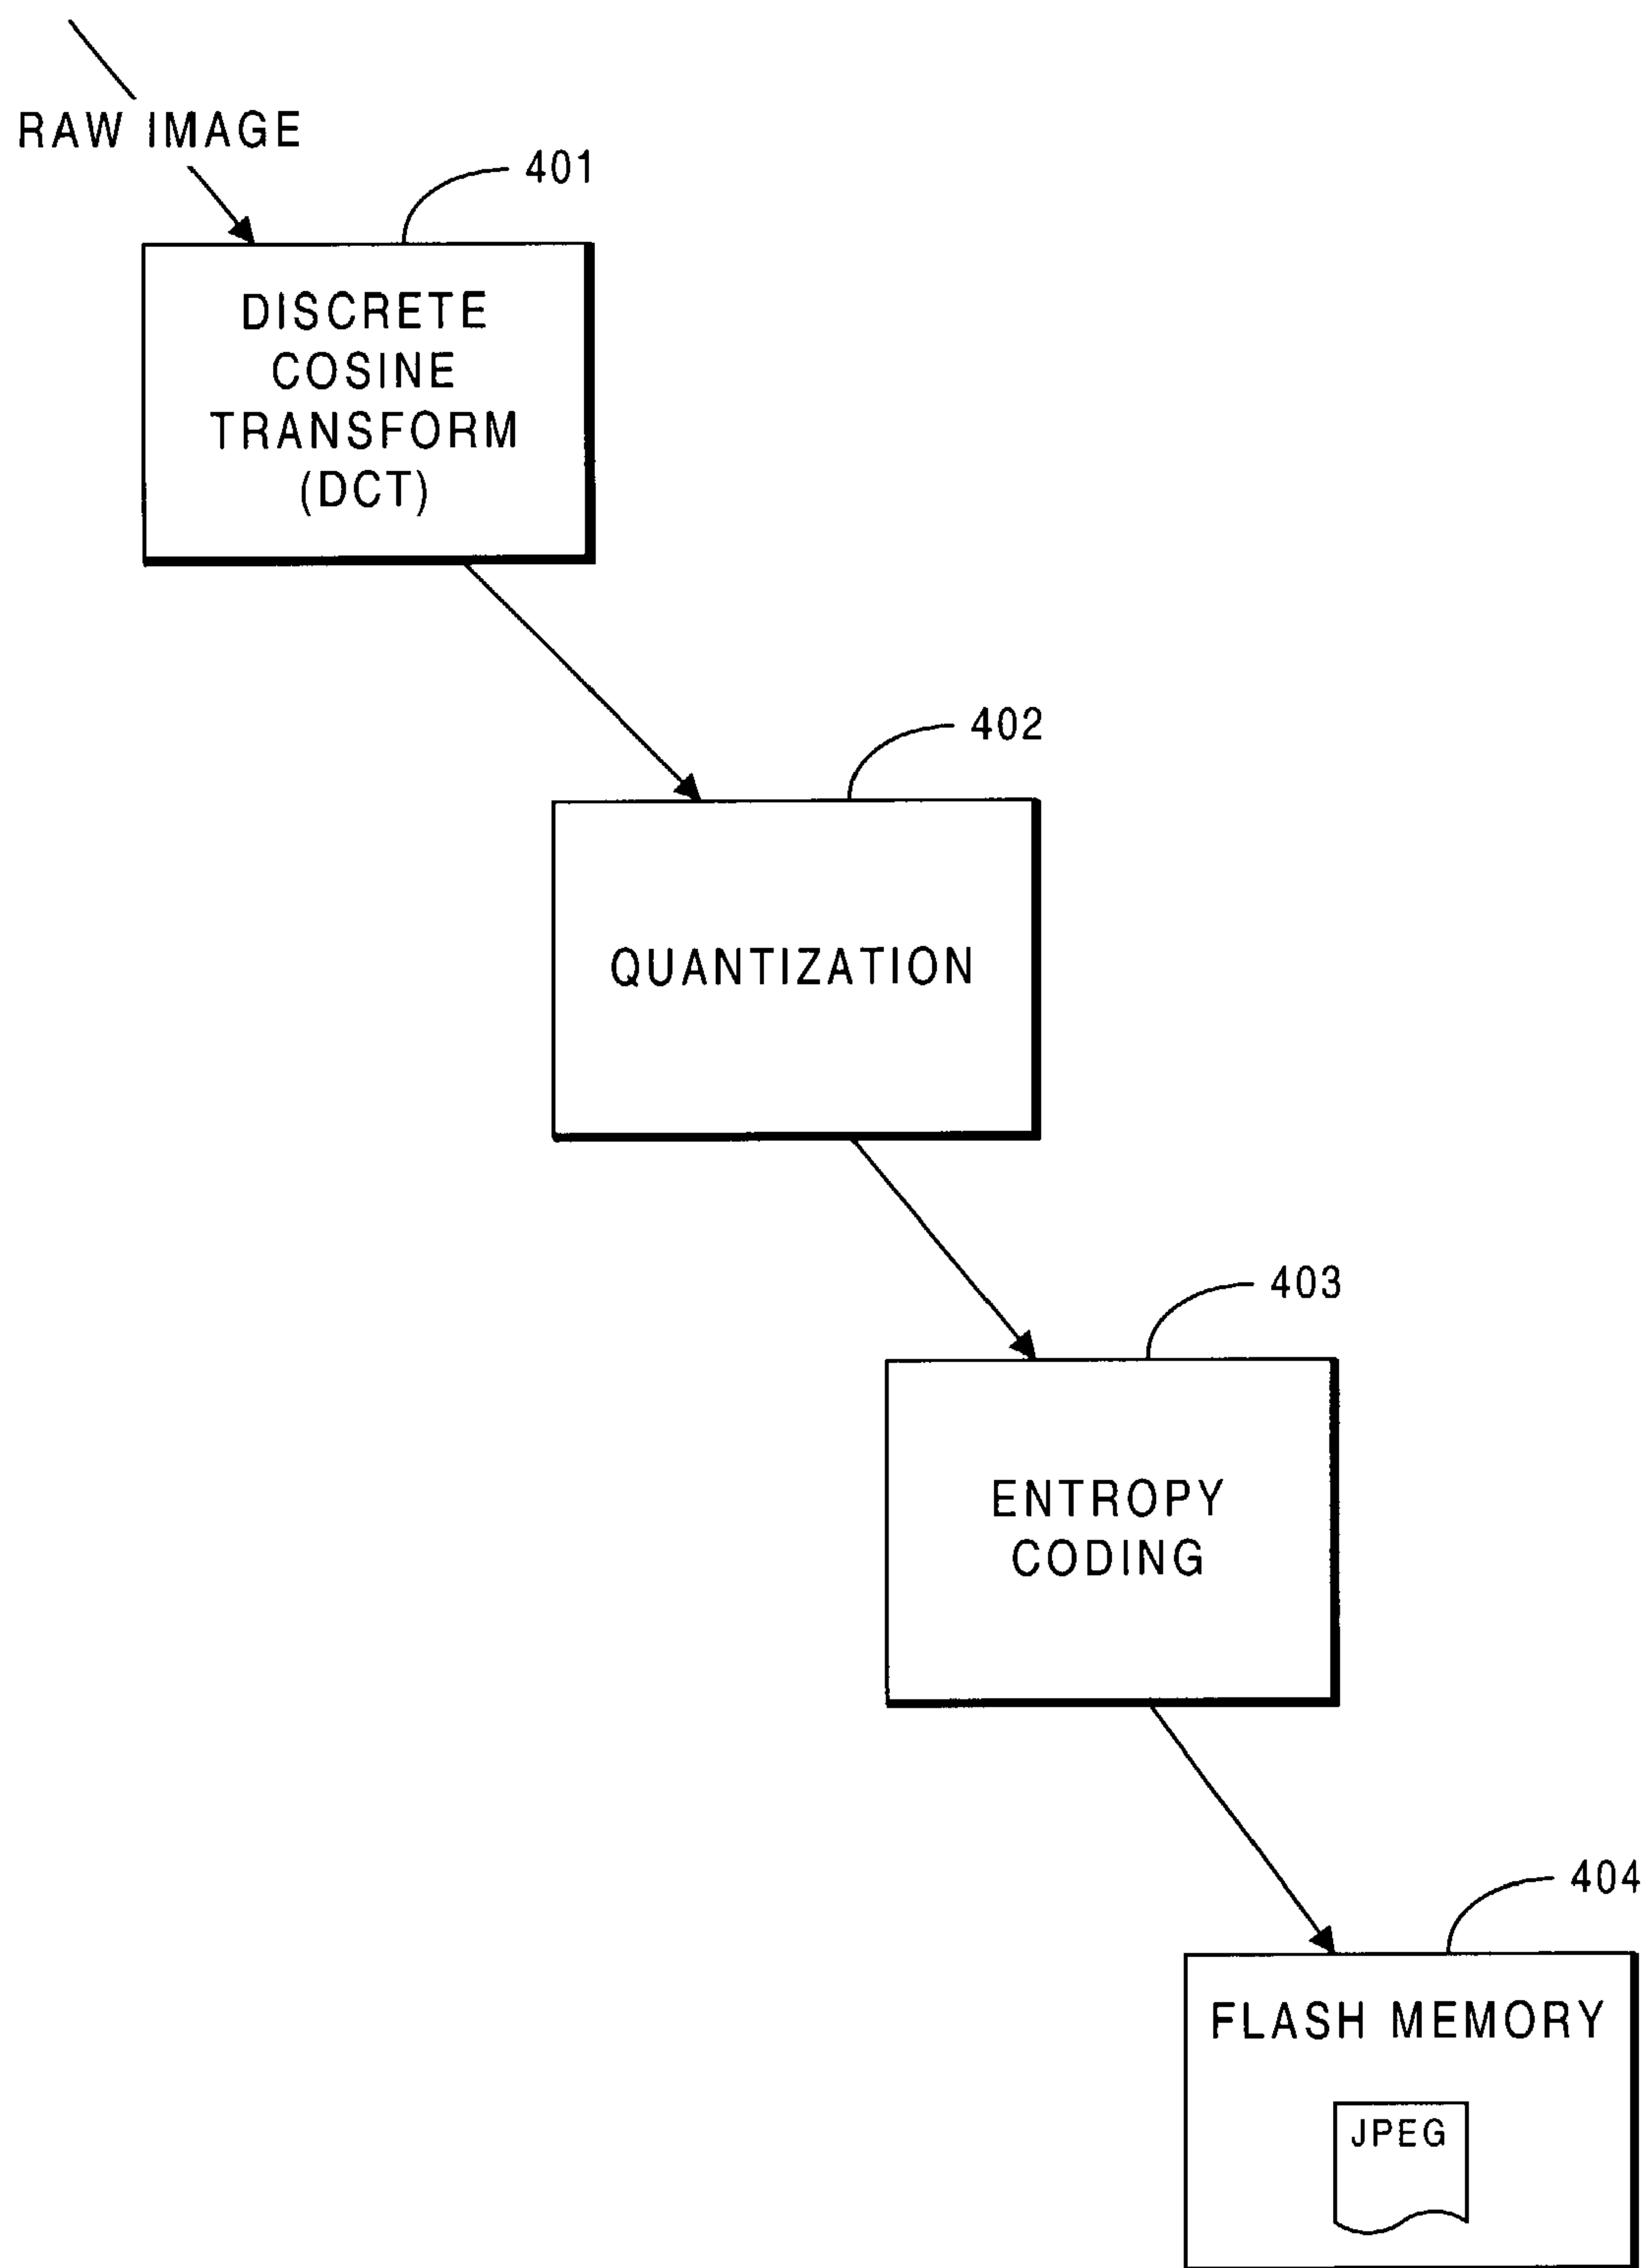 RAW IMAGE
401
DISCRETE
COSINE
TRANSFORM
(DCT)
402
QUANTIZATION
403
ENTROPY
CODING
404
FLASH MEMORY
JPEG